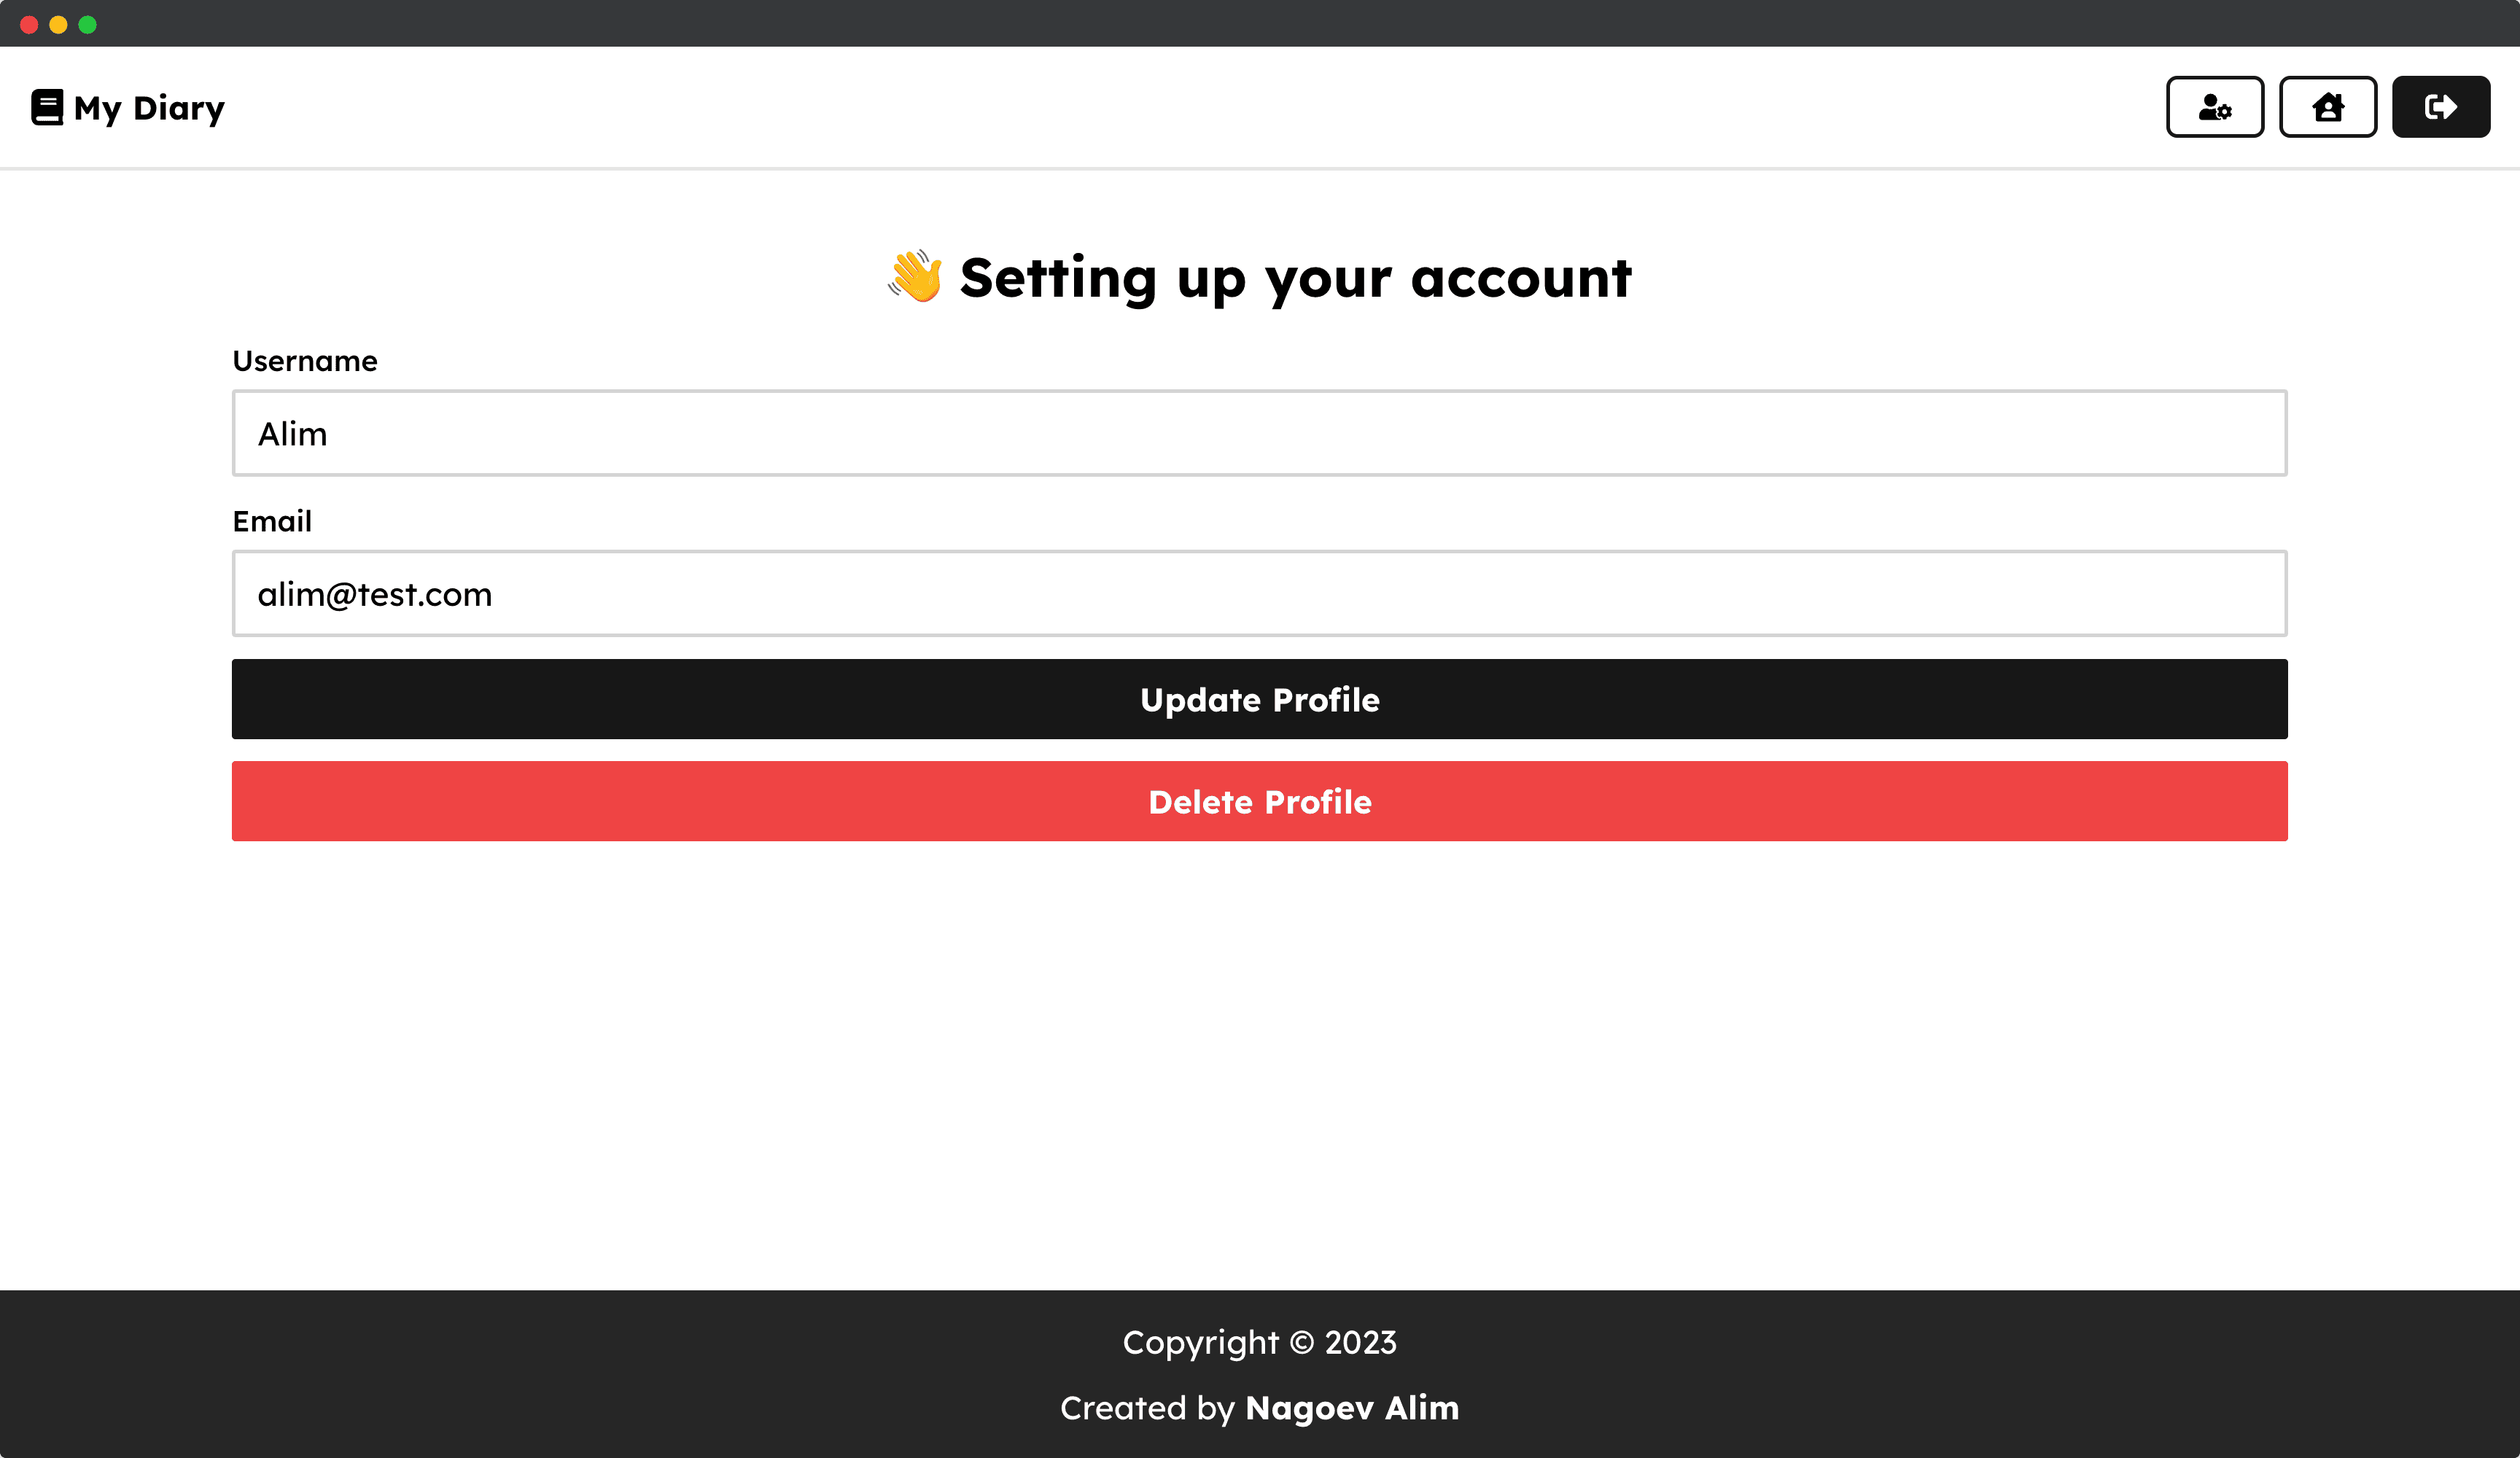 My Diary
👋 Setting up your account
Username
Alim
Email
alim@test.com
Update Profile
Delete Profile
Copyright © 2023
Created by Nagoev Alim